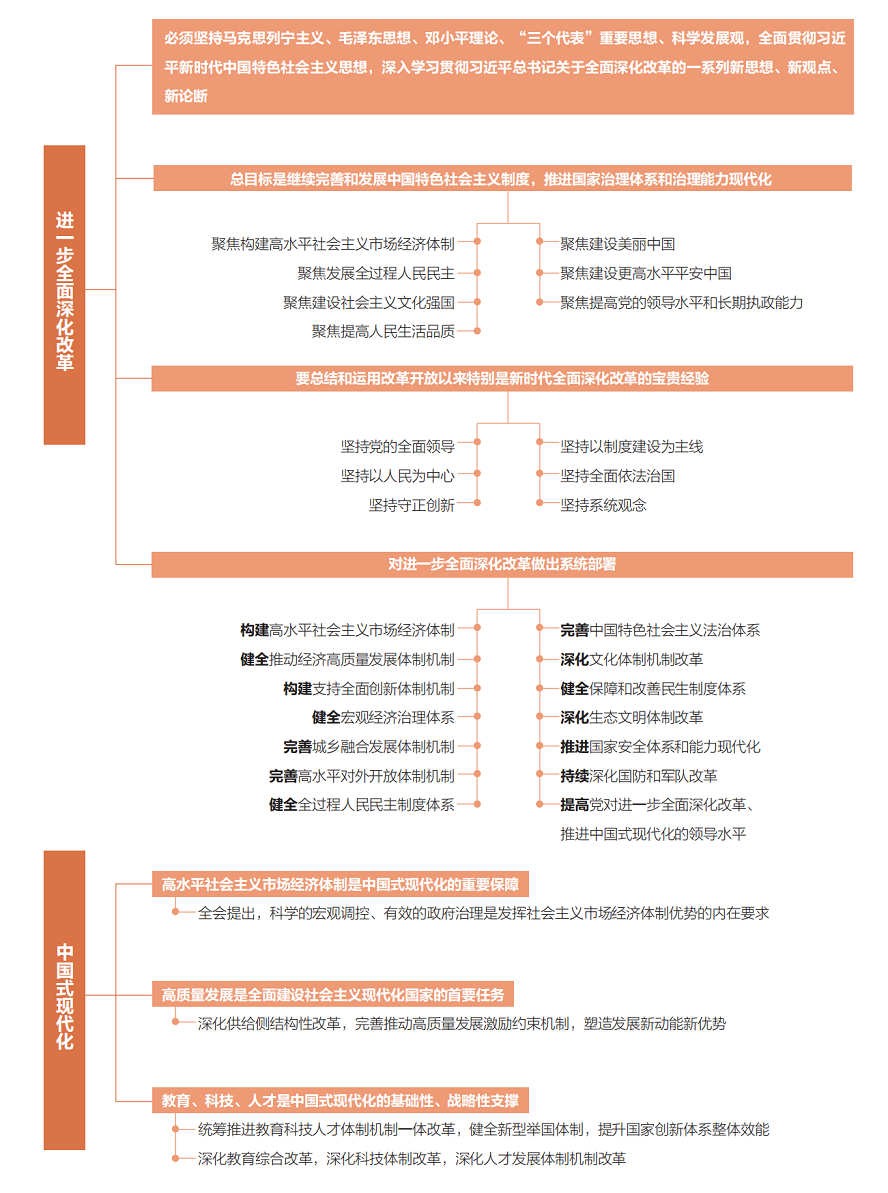 进一步全面深化改革
必须坚持马克思列宁主义、毛泽东思想、邓小平理论、“三个代表”重要思想、科学发展观，全面贯彻习近
平新时代中国特色社会主义思想，深入学习贯彻习近平总书记关于全面深化改革的一系列新思想、新观点、
新论断
总目标是继续完善和发展中国特色社会主义制度，推进国家治理体系和治理能力现代化
聚焦构建高水平社会主义市场经济体制
聚焦发展全过程人民民主
聚焦建设社会主义文化强国
聚焦提高人民生活品质
聚焦建设美丽中国
聚焦建设更高水平平安中国
聚焦提高党的领导水平和长期执政能力
要总结和运用改革开放以来特别是新时代全面深化改革的宝贵经验
坚持党的全面领导
坚持以人民为中心
坚持守正创新
坚持以制度建设为主线
坚持全面依法治国
坚持系统观念
对进一步全面深化改革做出系统部署
构建高水平社会主义市场经济体制
健全推动经济高质量发展体制机制
构建支持全面创新体制机制
健全宏观经济治理体系
完善城乡融合发展体制机制
完善高水平对外开放体制机制
健全全过程人民民主制度体系
完善中国特色社会主义法治体系
深化文化体制机制改革
健全保障和改善民生制度体系
深化生态文明体制改革
推进国家安全体系和能力现代化
持续深化国防和军队改革
提高党对进一步全面深化改革、
推进中国式现代化的领导水平
中国式现代化
高水平社会主义市场经济体制是中国式现代化的重要保障
全会提出，科学的宏观调控、有效的政府治理是发挥社会主义市场经济体制优势的内在要求
高质量发展是全面建设社会主义现代化国家的首要任务
深化供给侧结构性改革，完善推动高质量发展激励约束机制，塑造发展新动能新优势
教育、科技、人才是中国式现代化的基础性、战略性支撑
统筹推进教育科技人才体制机制一体改革，健全新型举国体制，提升国家创新体系整体效能
深化教育综合改革，深化科技体制改革，深化人才发展体制机制改革